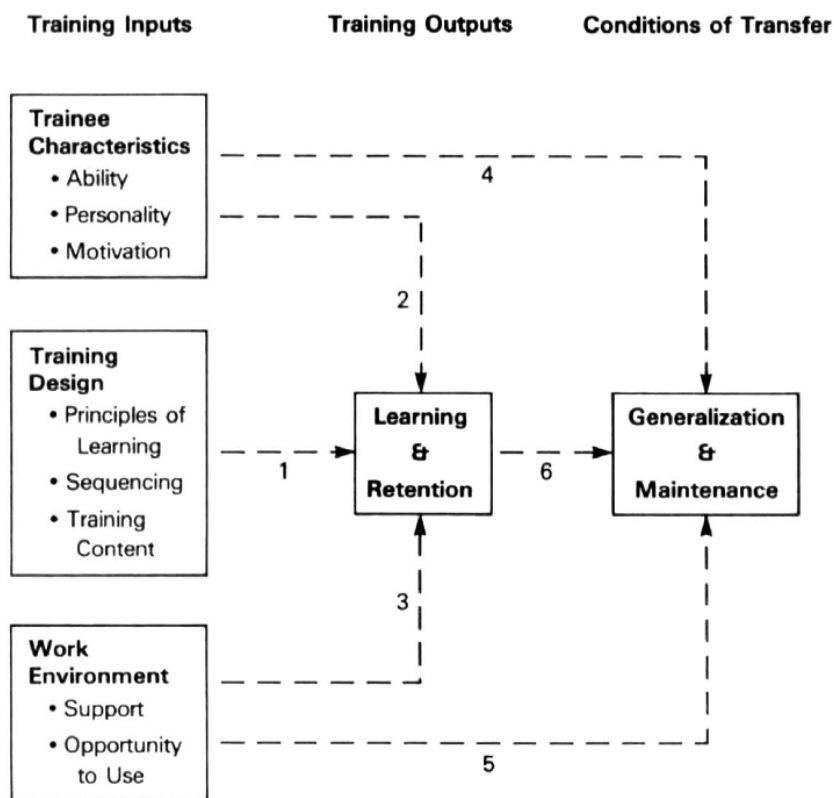 Training Inputs
Training Outputs
Conditions of Transfer
Trainee
Characteristics
• Ability
• Personality
• Motivation
4
2
Training
Design
• Principles of
Learning
• Sequencing
• Training
Content
1
Learning
&
Retention
6
Generalization
&
Maintenance
3
Work
Environment
• Support
• Opportunity
to Use
5